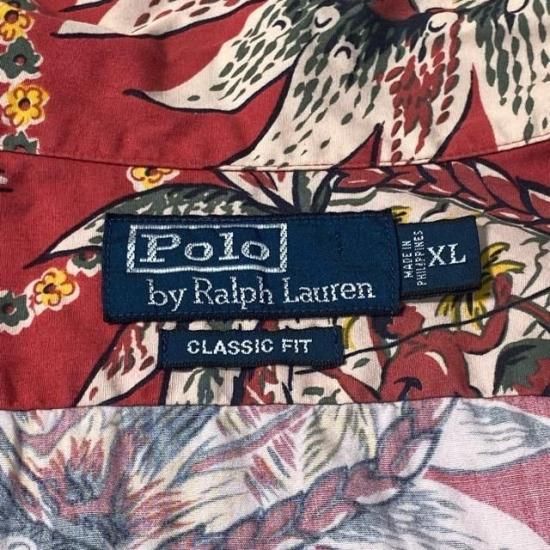 Polo
by Ralph Lauren
MADE IN
PHILIPPINES
XL
CLASSIC FIT